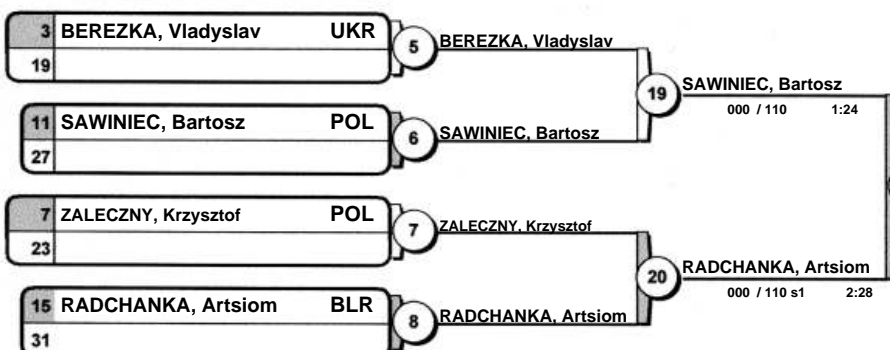 3 BEREZKA, Vladyslav UKR
19
5
BEREZKA, Vladyslav
11 SAWINIEC, Bartosz POL
27
6
SAWINIEC, Bartosz
19
SAWINIEC, Bartosz
000 / 110 1:24
7 ZALECZNY, Krzysztof POL
23
7
ZALECZNY, Krzysztof
15 RADCHANKA, Artsiom BLR
31
8
RADCHANKA, Artsiom
20
RADCHANKA, Artsiom
000 / 110 s1 2:28